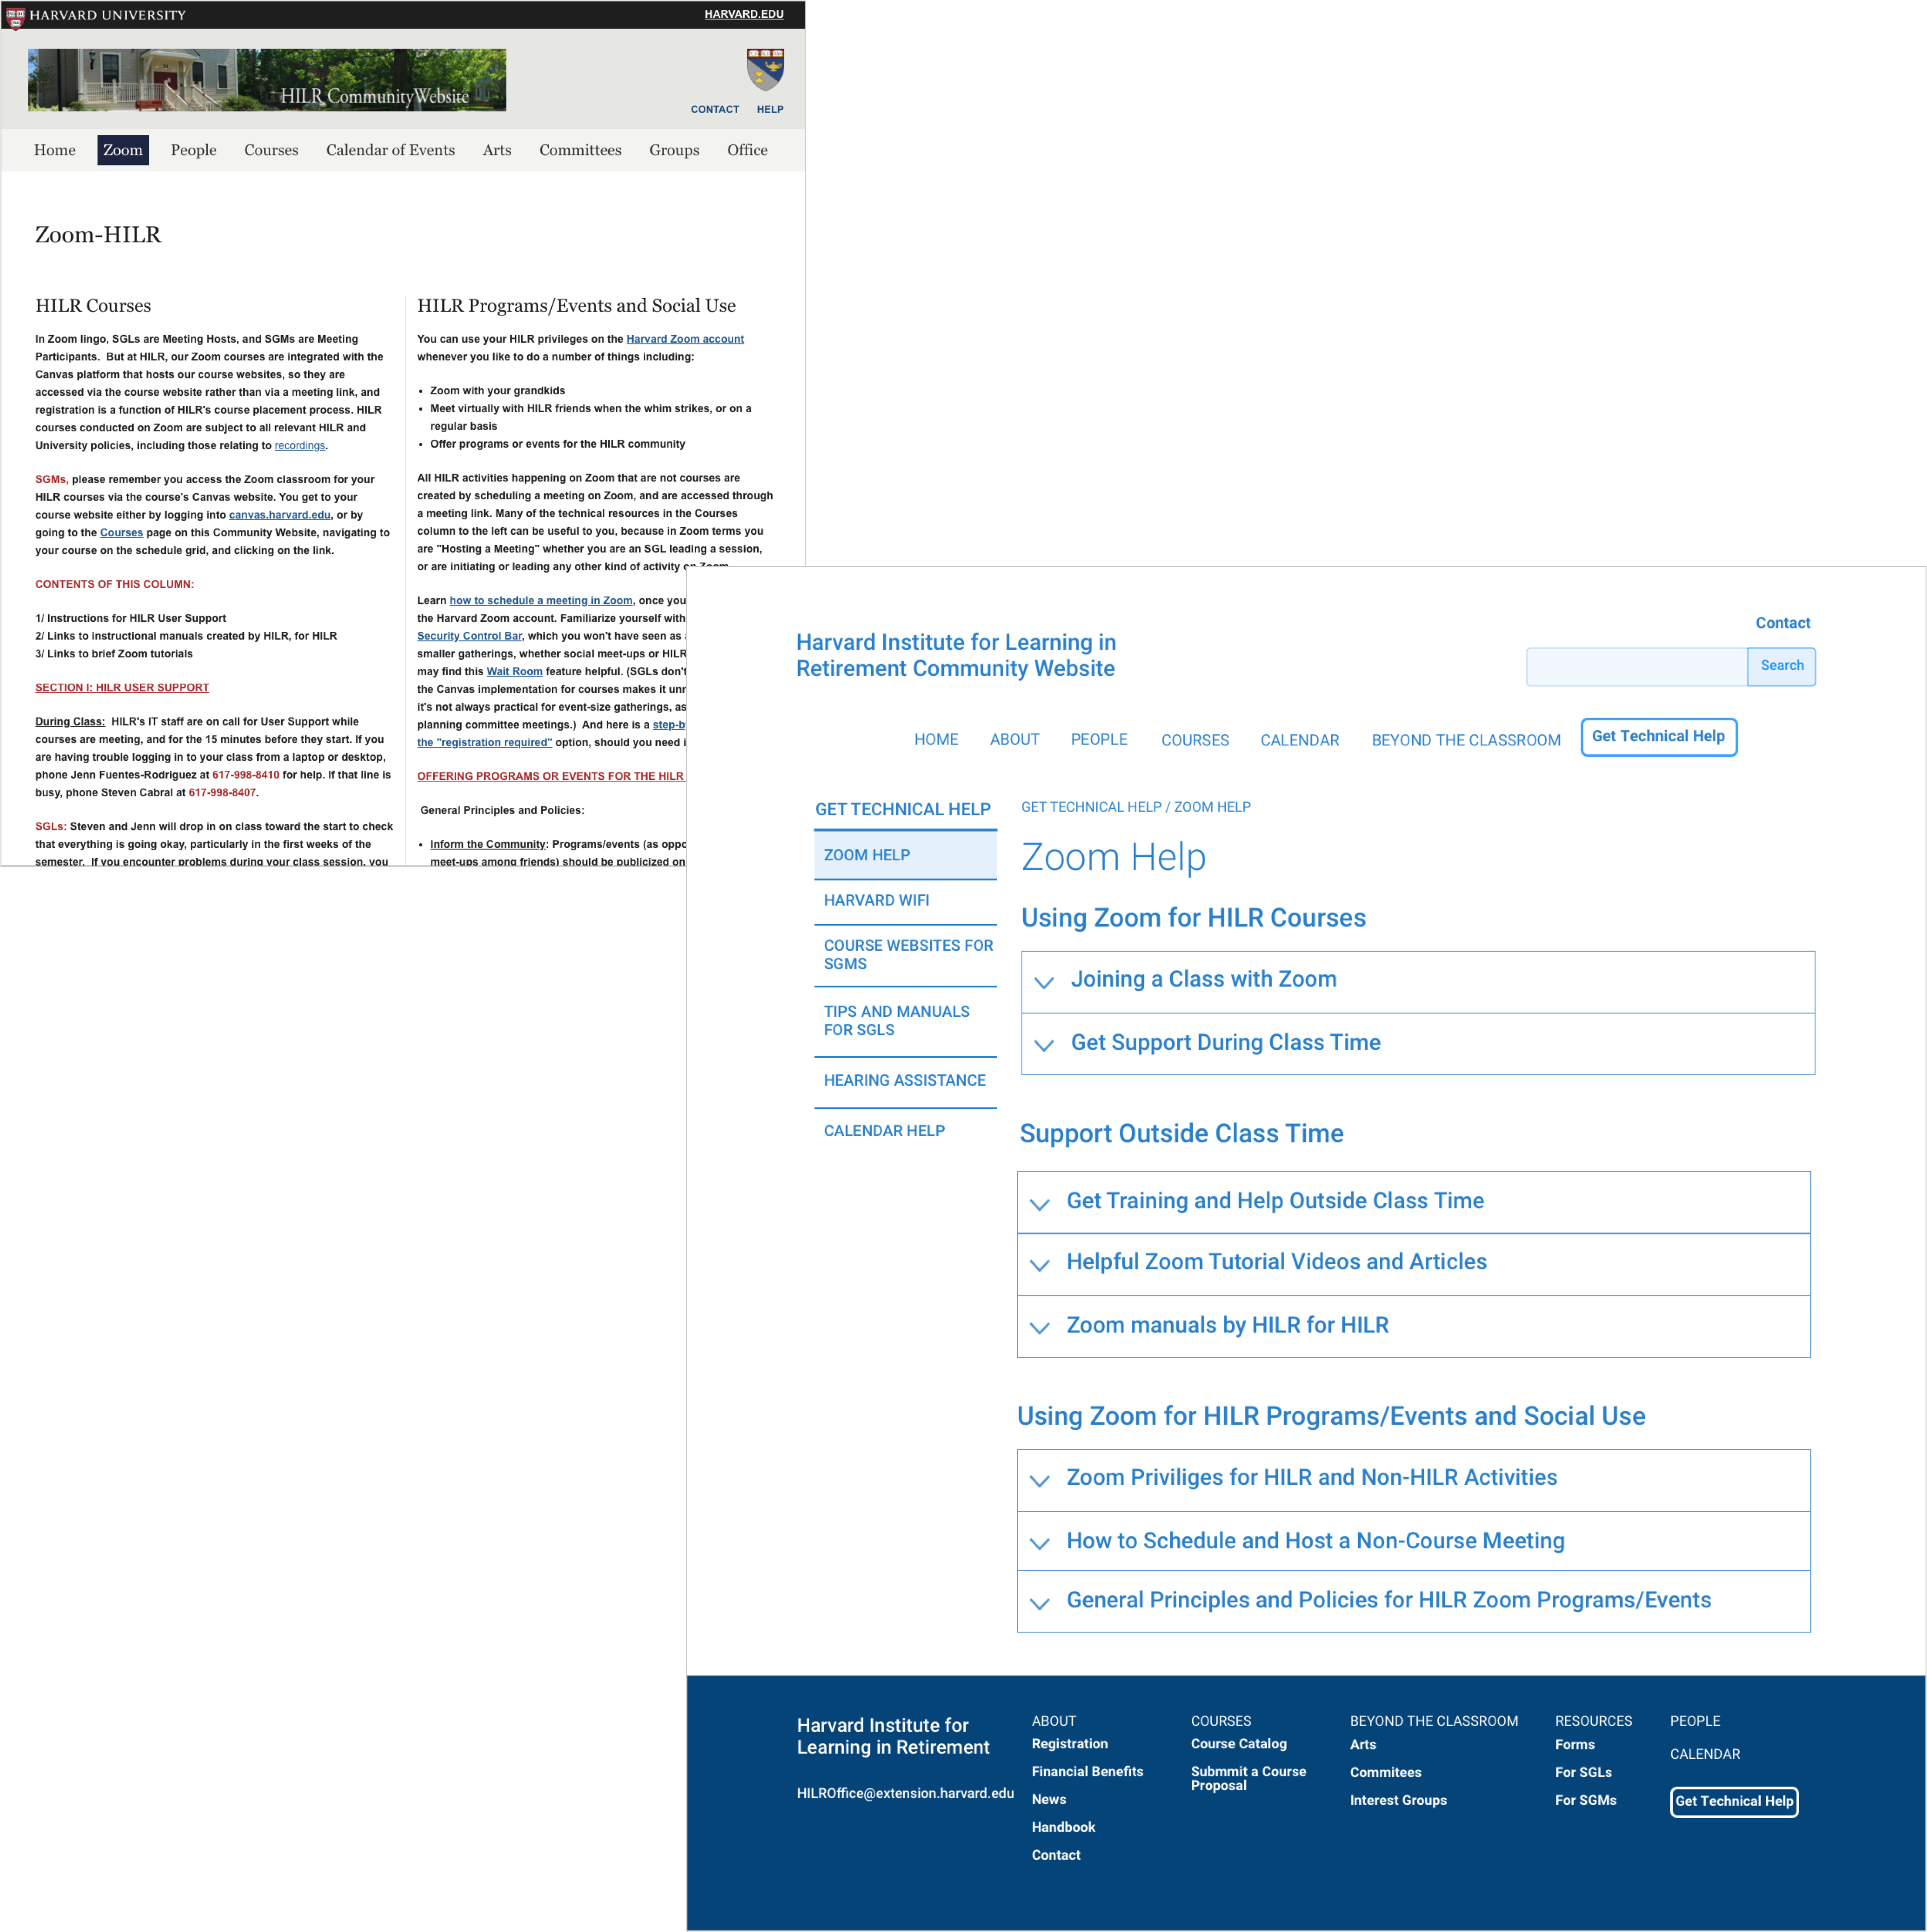 HARVARD UNIVERSITY
HARVARD.EDU
HILR Community Website
CONTACT HELP
Home Zoom People Courses Calendar of Events Arts Committees Groups Office
Zoom-HILR
HILR Courses
In Zoom lingo, SGLs are Meeting Hosts, and SGMs are Meeting
Participants. But at HILR, our Zoom courses are integrated with the
Canvas platform that hosts our course websites, so they are
accessed via the course website rather than via a meeting link, and
registration is a function of HILR's course placement process. HILR
courses conducted on Zoom are subject to all relevant HILR and
University policies, including those relating to recordings.
SGMs, please remember you access the Zoom classroom for your
HILR courses via the course's Canvas website. You get to your
course website either by logging into canvas.harvard.edu, or by
going to the Courses page on this Community Website, navigating to
your course on the schedule grid, and clicking on the link.
CONTENTS OF THIS COLUMN:
1/ Instructions for HILR User Support
2/ Links to instructional manuals created by HILR, for HILR
3/ Links to brief Zoom tutorials
SECTION I: HILR USER SUPPORT
During Class: HILR's IT staff are on call for User Support while
courses are meeting, and for the 15 minutes before they start. If you
are having trouble logging in to your class from a laptop or desktop,
phone Jenn Fuentes-Rodriguez at 617-998-8410 for help. If that line is
busy, phone Steven Cabral at 617-998-8407.
SGLs: Steven and Jenn will drop in on class toward the start to check
that everything is going okay, particularly in the first weeks of the
semester. If you encounter problems during your class session, you
HILR Programs/Events and Social Use
You can use your HILR privileges on the Harvard Zoom account
whenever you like to do a number of things including:
• Zoom with your grandkids
• Meet virtually with HILR friends when the whim strikes, or on a
regular basis
• Offer programs or events for the HILR community
All HILR activities happening on Zoom that are not courses are
created by scheduling a meeting on Zoom, and are accessed through
a meeting link. Many of the technical resources in the Courses
column to the left can be useful to you, because in Zoom terms you
are "Hosting a Meeting" whether you are an SGL leading a session,
or are initiating or leading any other kind of activity on Zoom
Learn how to schedule a meeting in Zoom, once you
the Harvard Zoom account. Familiarize yourself with
Security Control Bar, which you won't have seen as
smaller gatherings, whether social meet-ups or HILR
may find this Wait Room feature helpful. (SGLs don't
the Canvas implementation for courses makes it
it's not always practical for event-size gatherings, as
planning committee meetings.) And here is a
the "registration required" option, should you need
OFFERING PROGRAMS OR EVENTS FOR THE HILR
General Principles and Policies:
• Inform the Community: Programs/events (as
meet-ups among friends) should be publicized on
Harvard Institute for Learning in
Retirement Community Website
Contact
Search
HOME ABOUT PEOPLE COURSES CALENDAR BEYOND THE CLASSROOM Get Technical Help
GET TECHNICAL HELP
ZOOM HELP
HARVARD WIFI
COURSE WEBSITES FOR
SGMS
TIPS AND MANUALS
FOR SGLS
HEARING ASSISTANCE
CALENDAR HELP
GET TECHNICAL HELP / ZOOM HELP
Zoom Help
Using Zoom for HILR Courses
Joining a Class with Zoom
Get Support During Class Time
Support Outside Class Time
Get Training and Help Outside Class Time
Helpful Zoom Tutorial Videos and Articles
Zoom manuals by HILR for HILR
Using Zoom for HILR Programs/Events and Social Use
Zoom Priviliges for HILR and Non-HILR Activities
How to Schedule and Host a Non-Course Meeting
General Principles and Policies for HILR Zoom Programs/Events
Harvard Institute for
Learning in Retirement
HILROffice@extension.harvard.edu
ABOUT
Registration
Financial Benefits
News
Handbook
Contact
COURSES
Course Catalog
Submmit a Course
Proposal
BEYOND THE CLASSROOM
Arts
Commitees
Interest Groups
RESOURCES
Forms
For SGLs
For SGMs
PEOPLE
CALENDAR
Get Technical Help